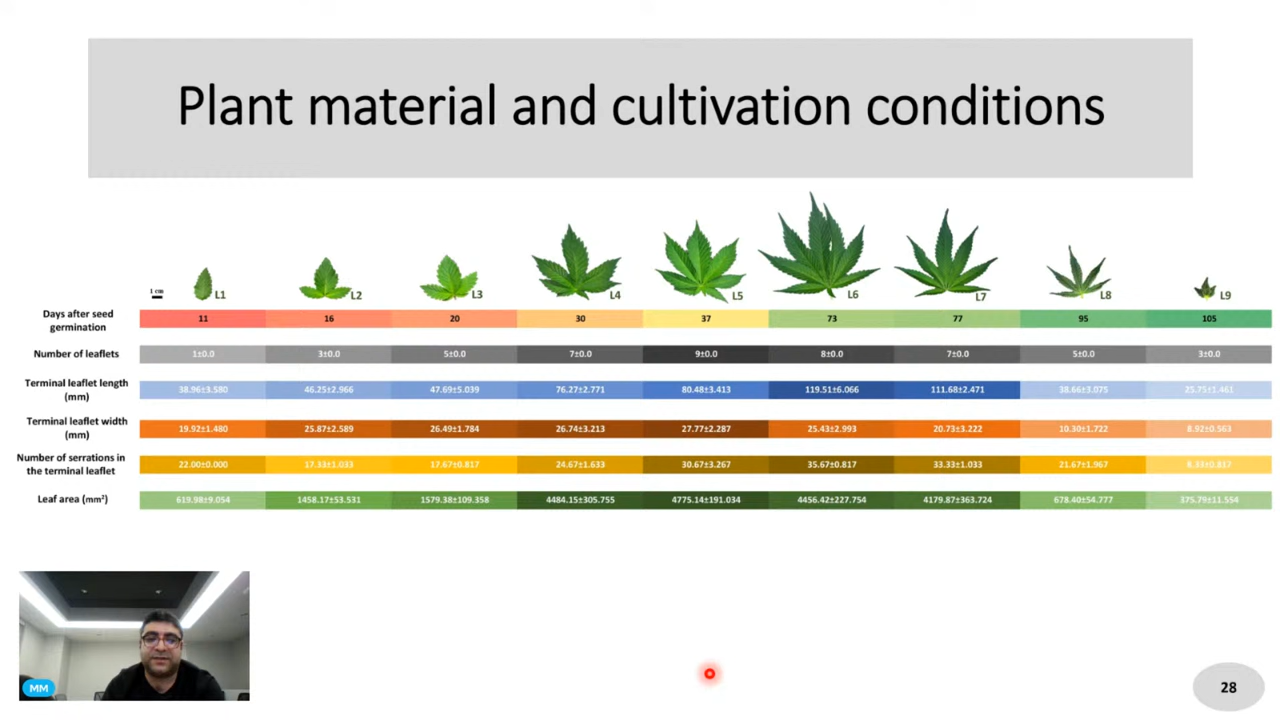 Plant material and cultivation conditions
1 cm
L1
L2
L3
L4
L5
L6
L7
L8
L9
Days after seed
germination
11 16 20 30 37 73 77 95 105
Number of leaflets
1±0.0 3±0.0 5±0.0 7±0.0 9±0.0 8±0.0 7±0.0 5±0.0 3±0.0
Terminal leaflet length
(mm)
38.96±3.580 46.25±2.966 47.69±5.039 76.27±2.771 80.48±3.413 119.51±6.066 111.68±2.471 38.66±3.075 25.75±1.461
Terminal leaflet width
(mm)
19.92±1.480 25.87±2.589 26.49±1.784 26.74±3.213 27.77±2.287 25.43±2.993 20.73±3.222 10.30±1.722 8.92±0.563
Number of serrations in
the terminal leaflet
22.00±0.000 17.33±1.033 17.67±0.817 24.67±1.633 30.67±3.267 35.67±0.817 33.33±1.033 21.67±1.967
Leaf area (mm²)
619.98±9.054 1458.17±53.531 1579.38±109.358 4484.15±305.755 4775.14±191.034 4456.42±227.754 4179.87±363.724 678.40±54.777 375.79±11.554
MM
28